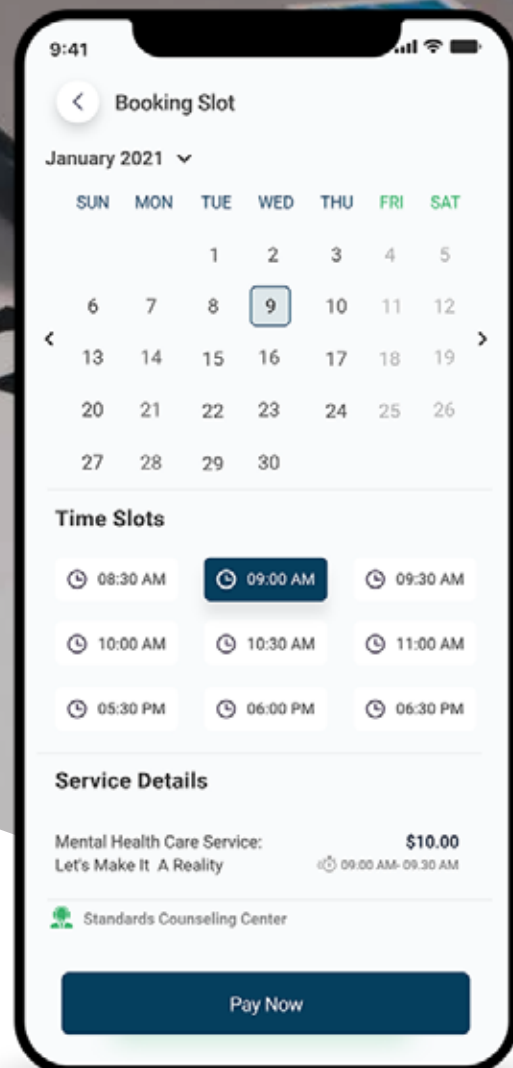 9:41
Booking Slot
January 2021
SUN MON TUE WED THU FRI SAT
1 2 3 4 5
6 7 8 9 10 11 12
13 14 15 16 17 18 19
20 21 22 23 24 25 26
27 28 29 30
Time Slots
08:30 AM 09:00 AM 09:30 AM
10:00 AM 10:30 AM 11:00 AM
05:30 PM 06:00 PM 06:30 PM
Service Details
Mental Health Care Service: $10.00
Let's Make It A Reality 09:00 AM- 09.30 AM
Standards Counseling Center
Pay Now